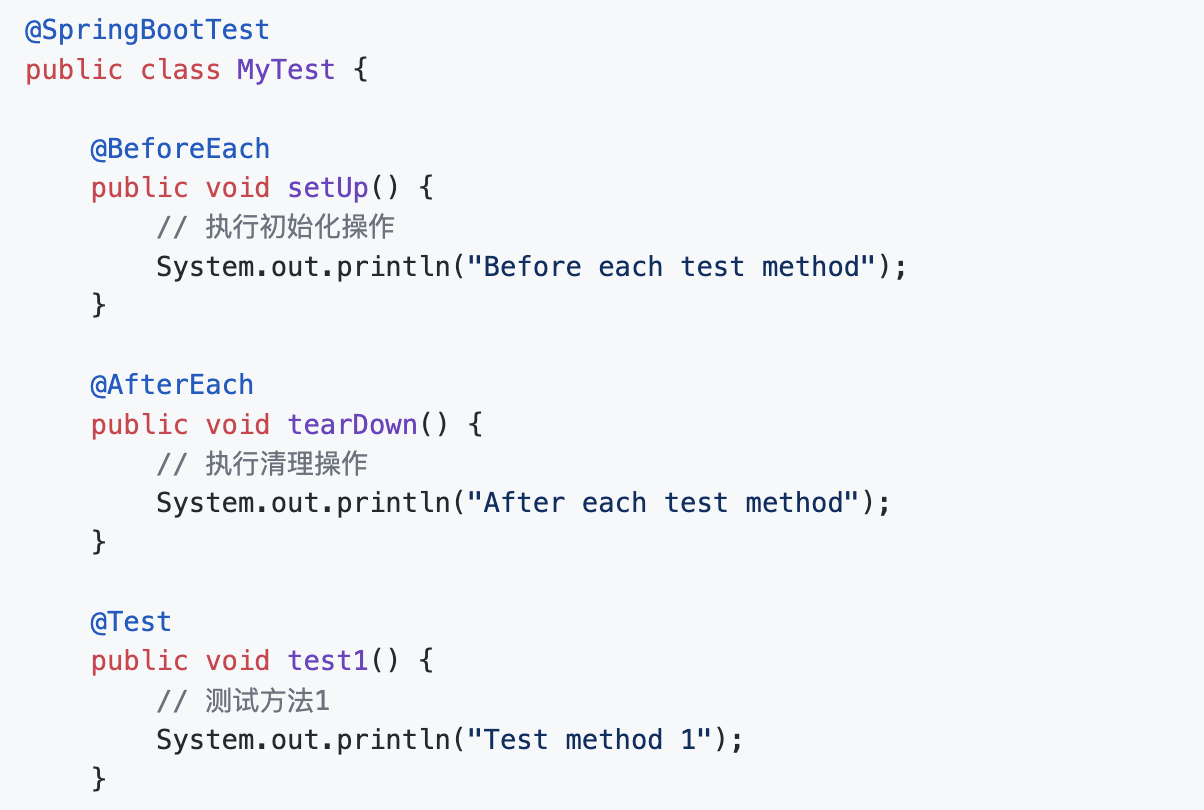 @SpringBootTest
public class MyTest {
@BeforeEach
public void setUp() {
// 执行初始化操作
System.out.println("Before each test method");
}
@AfterEach
public void tearDown() {
// 执行清理操作
System.out.println("After each test method");
}
@Test
public void test1() {
// 测试方法1
System.out.println("Test method 1");
}